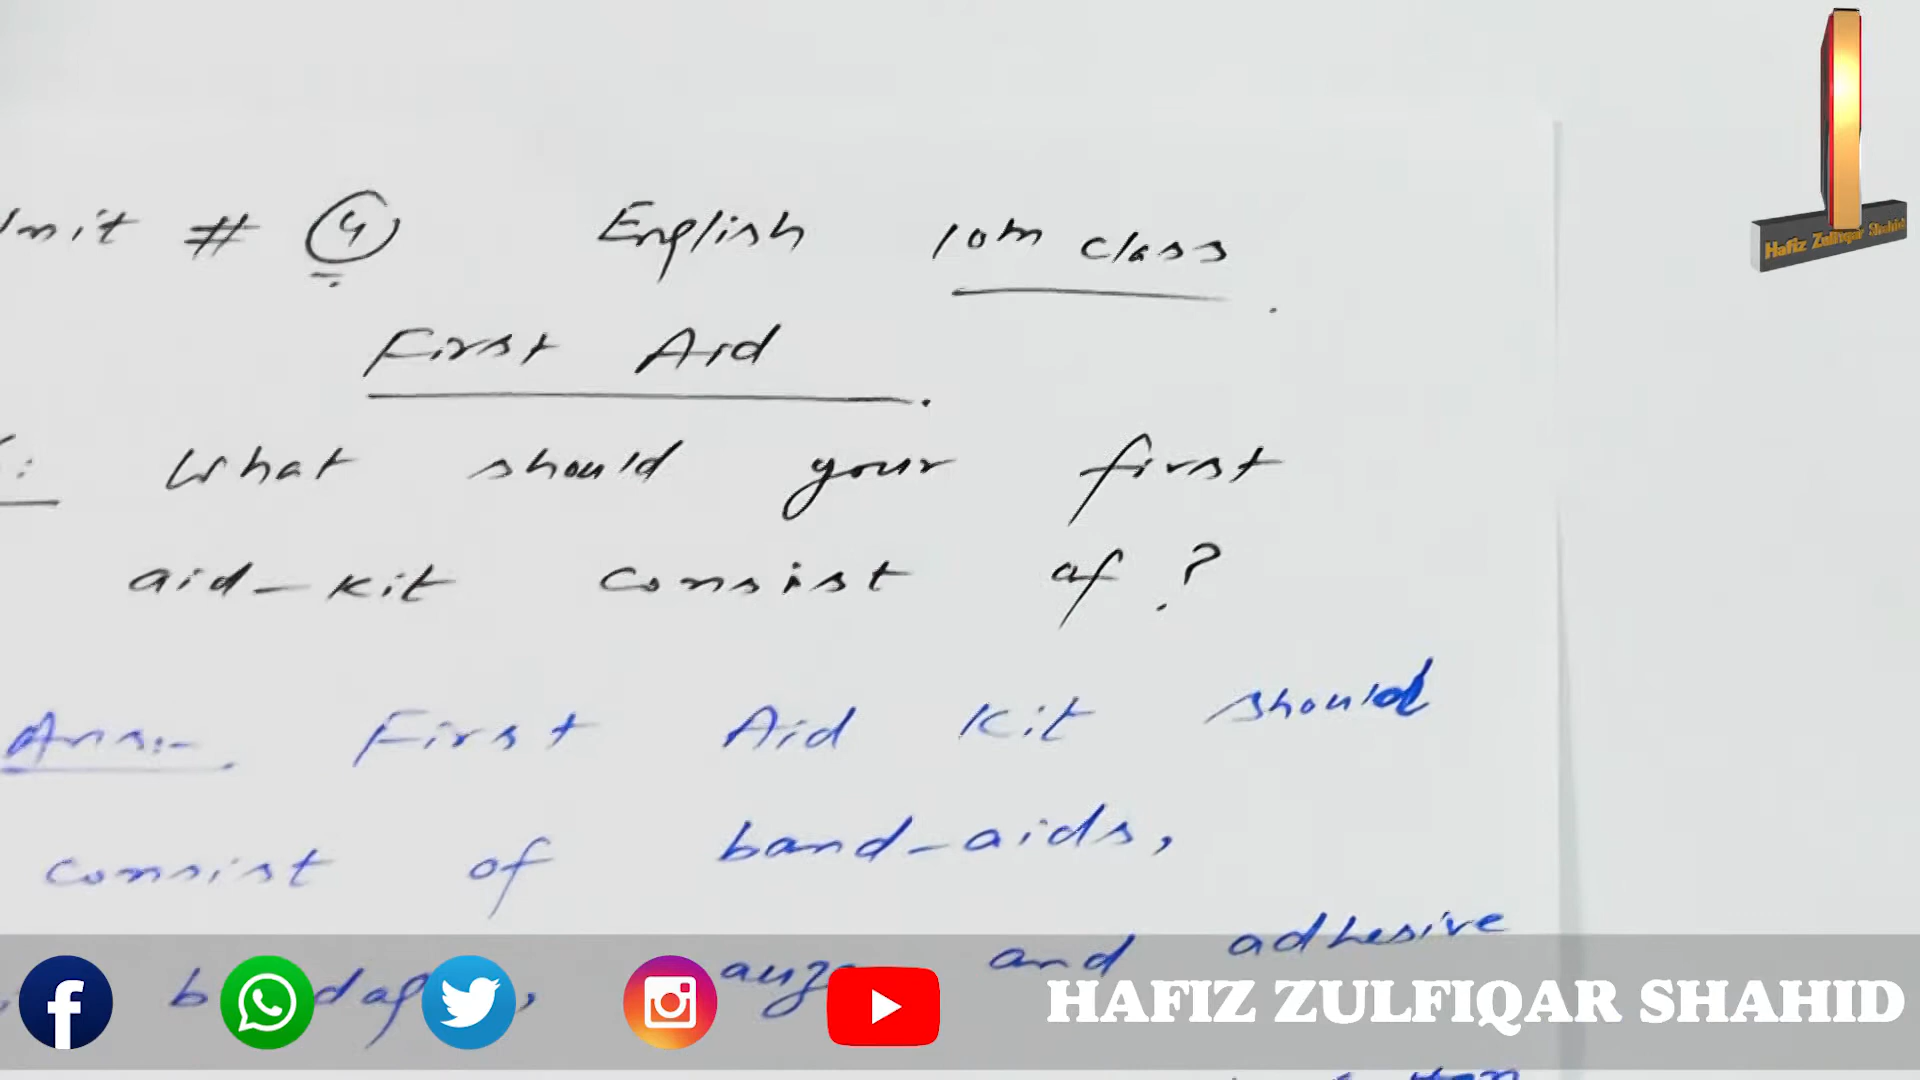 Unit # 4 English 10th class
First Aid.
What should your first
aid-kit consist of?
Ans:- First Aid Kit should
consist of band-aids,
and adhesive
HAFIZ ZULFIQAR SHAHID
Hafiz Zulfiqar Shahid